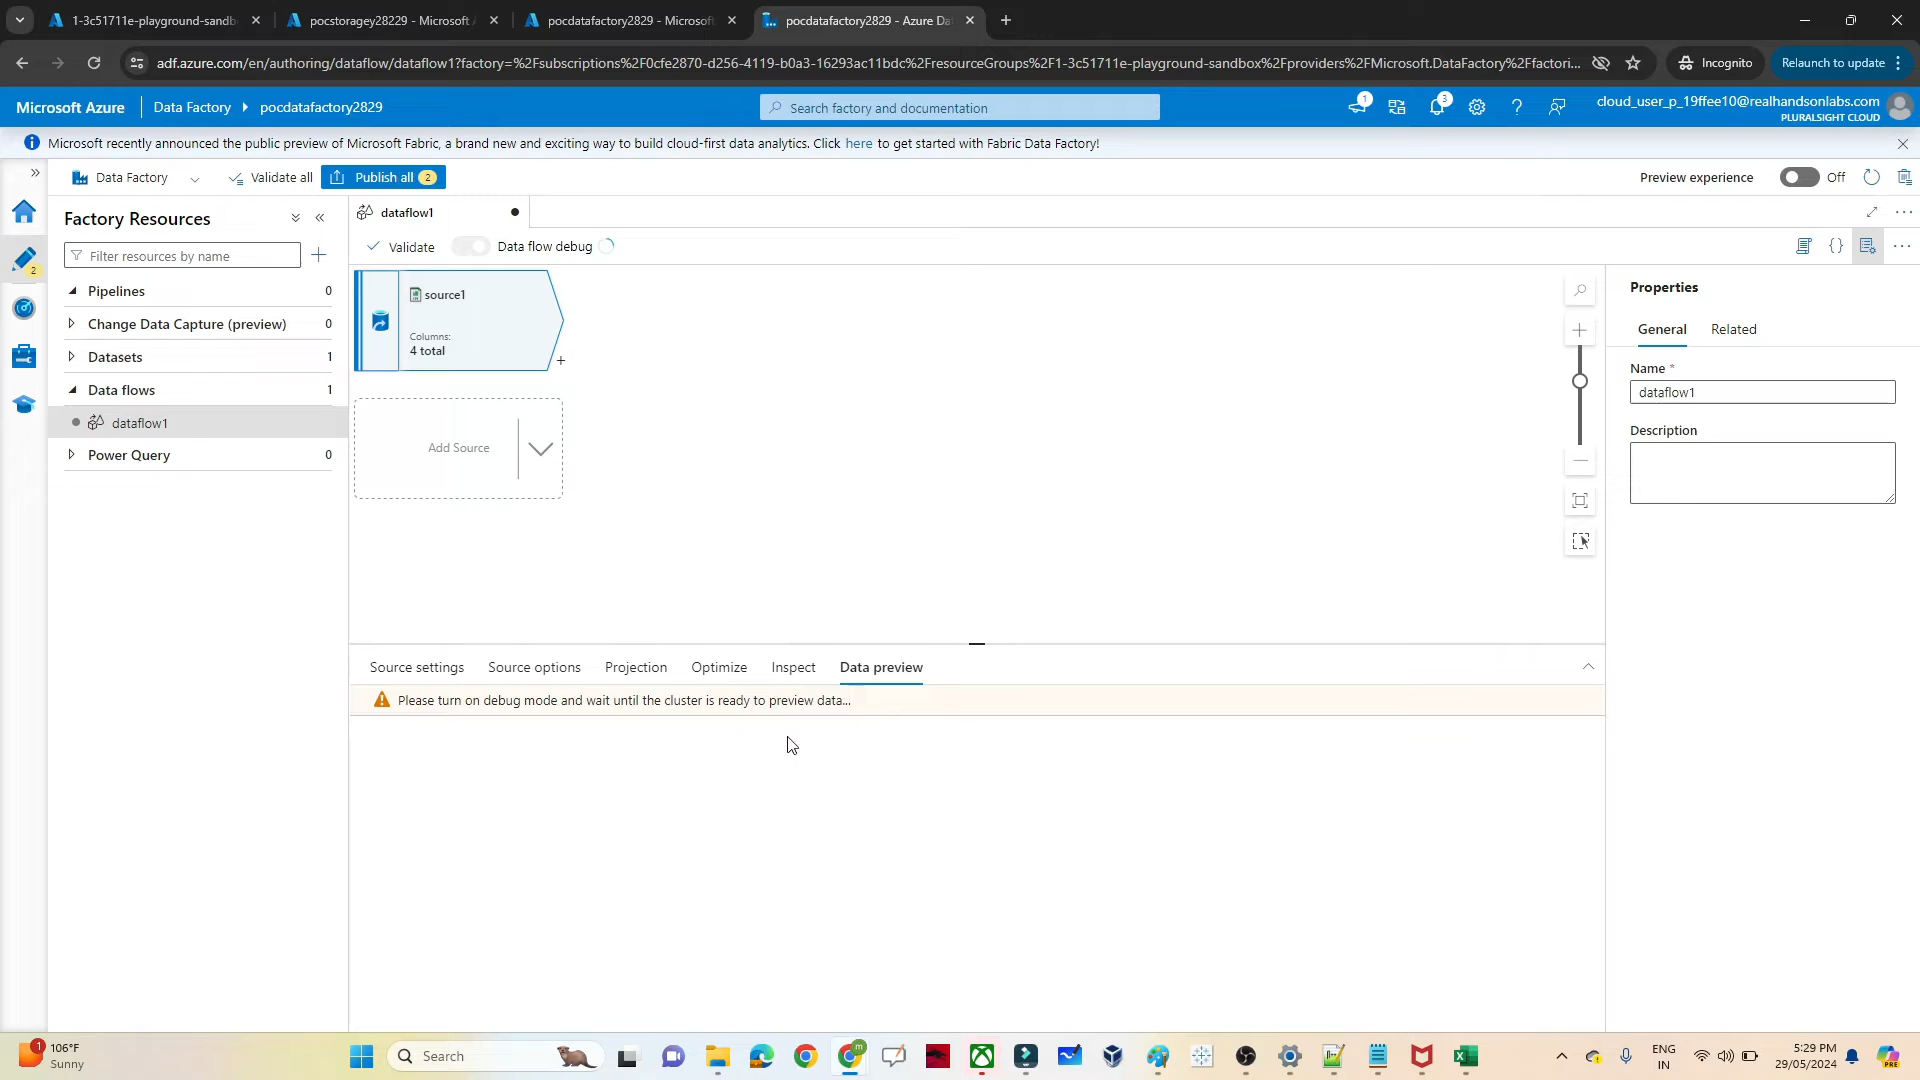 1-3c51711e-playground-sandb
pocstoragey28229 - Microsoft A
pocdatafactory2829 - Microsoft
pocdatafactory2829 - Azure Da
adf.azure.com/en/authoring/dataflow/dataflow1?factory=%2Fsubscriptions%2F0cfe2870-d256-4119-b0a3-16293ac11bdc%2FresourceGroups%2F1-3c51711e-playground-sandbox%2Fproviders%2FMicrosoft.DataFactory%2Ffactori...
Incognito
Relaunch to update
Microsoft Azure
Data Factory
pocdatafactory2829
Search factory and documentation
1
3
cloud_user_p_19ffee10@realhandsonlabs.com
PLURALSIGHT CLOUD
Microsoft recently announced the public preview of Microsoft Fabric, a brand new and exciting way to build cloud-first data analytics. Click here to get started with Fabric Data Factory!
Data Factory
Validate all
Publish all 2
Preview experience
Off
Factory Resources
Filter resources by name
2
Pipelines 0
Change Data Capture (preview) 0
Datasets 1
Data flows 1
dataflow1
Power Query 0
dataflow1
Validate
Data flow debug
source1
Columns:
4 total
Add Source
Properties
General
Related
Name *
dataflow1
Description
Source settings
Source options
Projection
Optimize
Inspect
Data preview
Please turn on debug mode and wait until the cluster is ready to preview data...
1
106°F
Sunny
Search
m
ENG
IN
5:29 PM
29/05/2024
PRE